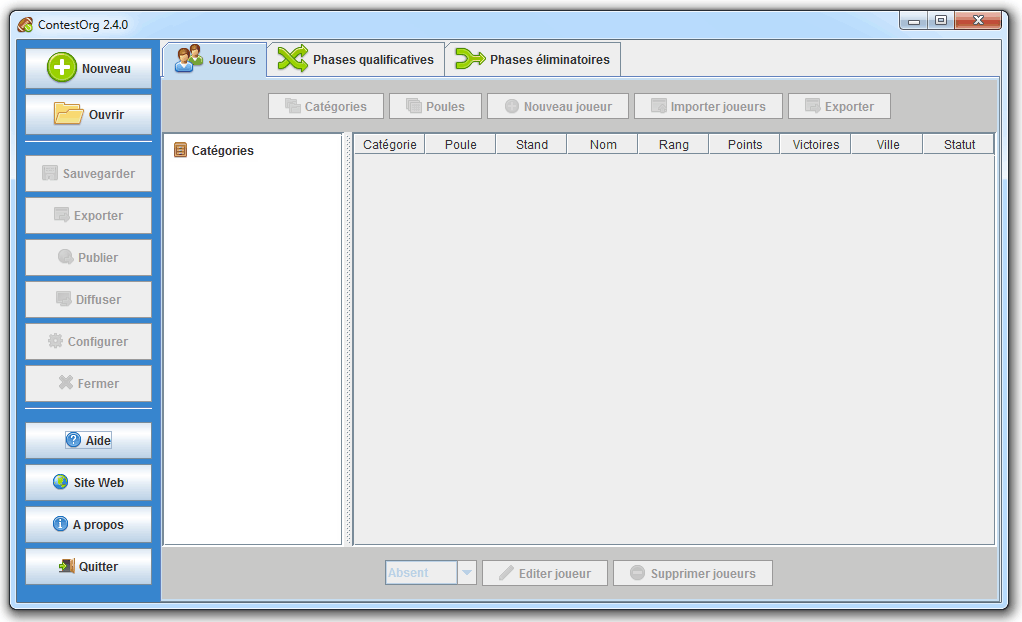 ContestOrg 2.4.0
Nouveau
Ouvrir
Sauvegarder
Exporter
Publier
Diffuser
Configurer
Fermer
Aide
Site Web
A propos
Quitter
Joueurs Phases qualificatives Phases éliminatoires
Catégories Poules Nouveau joueur Importer joueurs Exporter
Catégories
Catégorie Poule Stand Nom Rang Points Victoires Ville Statut
Absent Editer joueur Supprimer joueurs